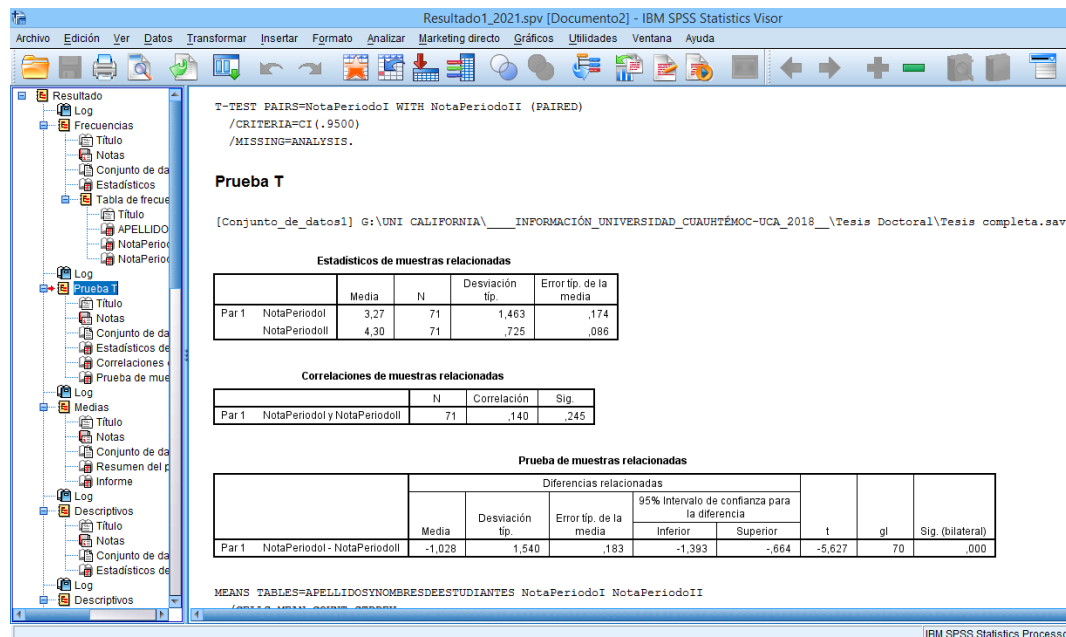 Resultado1_2021.spv [Documento2] - IBM SPSS Statistics Visor
Archivo Edición Ver Datos Transformar Insertar Formato Analizar Marketing directo Gráficos Utilidades Ventana Ayuda
Resultado
Log
Frecuencias
Título
Notas
Conjunto de da
Estadísticos
Tabla de frecue
Título
APELLIDO
NotaPerioc
NotaPerioc
Log
Prueba T
Título
Notas
Conjunto de da
Estadísticos de
Correlaciones
Prueba de mue
Log
Medias
Título
Notas
Conjunto de da
Resumen del p
Informe
Log
Descriptivos
Título
Notas
Conjunto de da
Estadísticos de
Log
Descriptivos
T-TEST PAIRS=NotaPeriodoI WITH NotaPeriodoII (PAIRED)
/CRITERIA=CI(.9500)
/MISSING=ANALYSIS.
Prueba T
[Conjunto_de_datos1] G:\UNI CALIFORNIA\____INFORMACIÓN_UNIVERSIDAD_CUAUHTÉMOC-UCA_2018__\Tesis Doctoral\Tesis completa.sav
Estadísticos de muestras relacionadas
Media N Desviación típ. Error típ. de la media
Par 1 NotaPeriodoI 3,27 71 1,463 ,174
NotaPeriodoII 4,30 71 ,725 ,086
Correlaciones de muestras relacionadas
N Correlación Sig.
Par 1 NotaPeriodoI y NotaPeriodoII 71 ,140 ,245
Prueba de muestras relacionadas
Diferencias relacionadas
95% Intervalo de confianza para la diferencia
Media Desviación típ. Error típ. de la media Inferior Superior t gl Sig. (bilateral)
Par 1 NotaPeriodoI - NotaPeriodoII -1,028 1,540 ,183 -1,393 -,664 -5,627 70 ,000
MEANS TABLES=APELLIDOSYNOMBRESDEESTUDIANTES NotaPeriodoI NotaPeriodoII
/CELLS MEAN COUNT STDDEV
IBM SPSS Statistics Processo